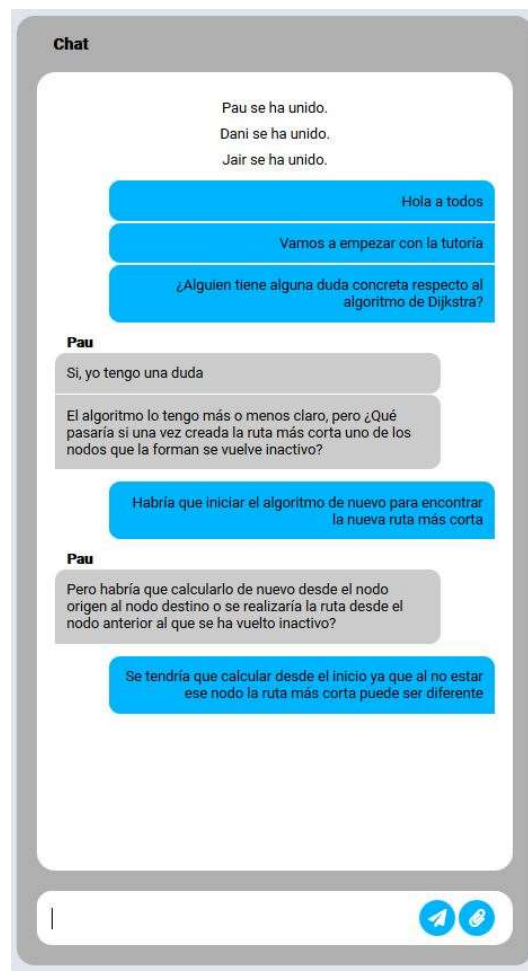 Chat
Pau se ha unido.
Dani se ha unido.
Jair se ha unido.
Hola a todos
Vamos a empezar con la tutoría
¿Alguien tiene alguna duda concreta respecto al
algoritmo de Dijkstra?
Pau
Si, yo tengo una duda
El algoritmo lo tengo más o menos claro, pero ¿Qué
pasaría si una vez creada la ruta más corta uno de los
nodos que la forman se vuelve inactivo?
Habría que iniciar el algoritmo de nuevo para encontrar
la nueva ruta más corta
Pau
Pero habría que calcularlo de nuevo desde el nodo
origen al nodo destino o se realizaría la ruta desde el
nodo anterior al que se ha vuelto inactivo?
Se tendría que calcular desde el inicio ya que al no estar
ese nodo la ruta más corta puede ser diferente